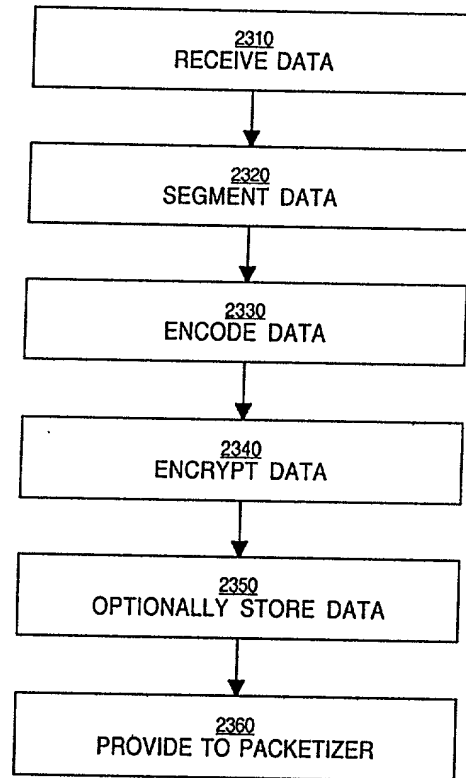 2310
RECEIVE DATA
2320
SEGMENT DATA
2330
ENCODE DATA
2340
ENCRYPT DATA
2350
OPTIONALLY STORE DATA
2360
PROVIDE TO PACKETIZER